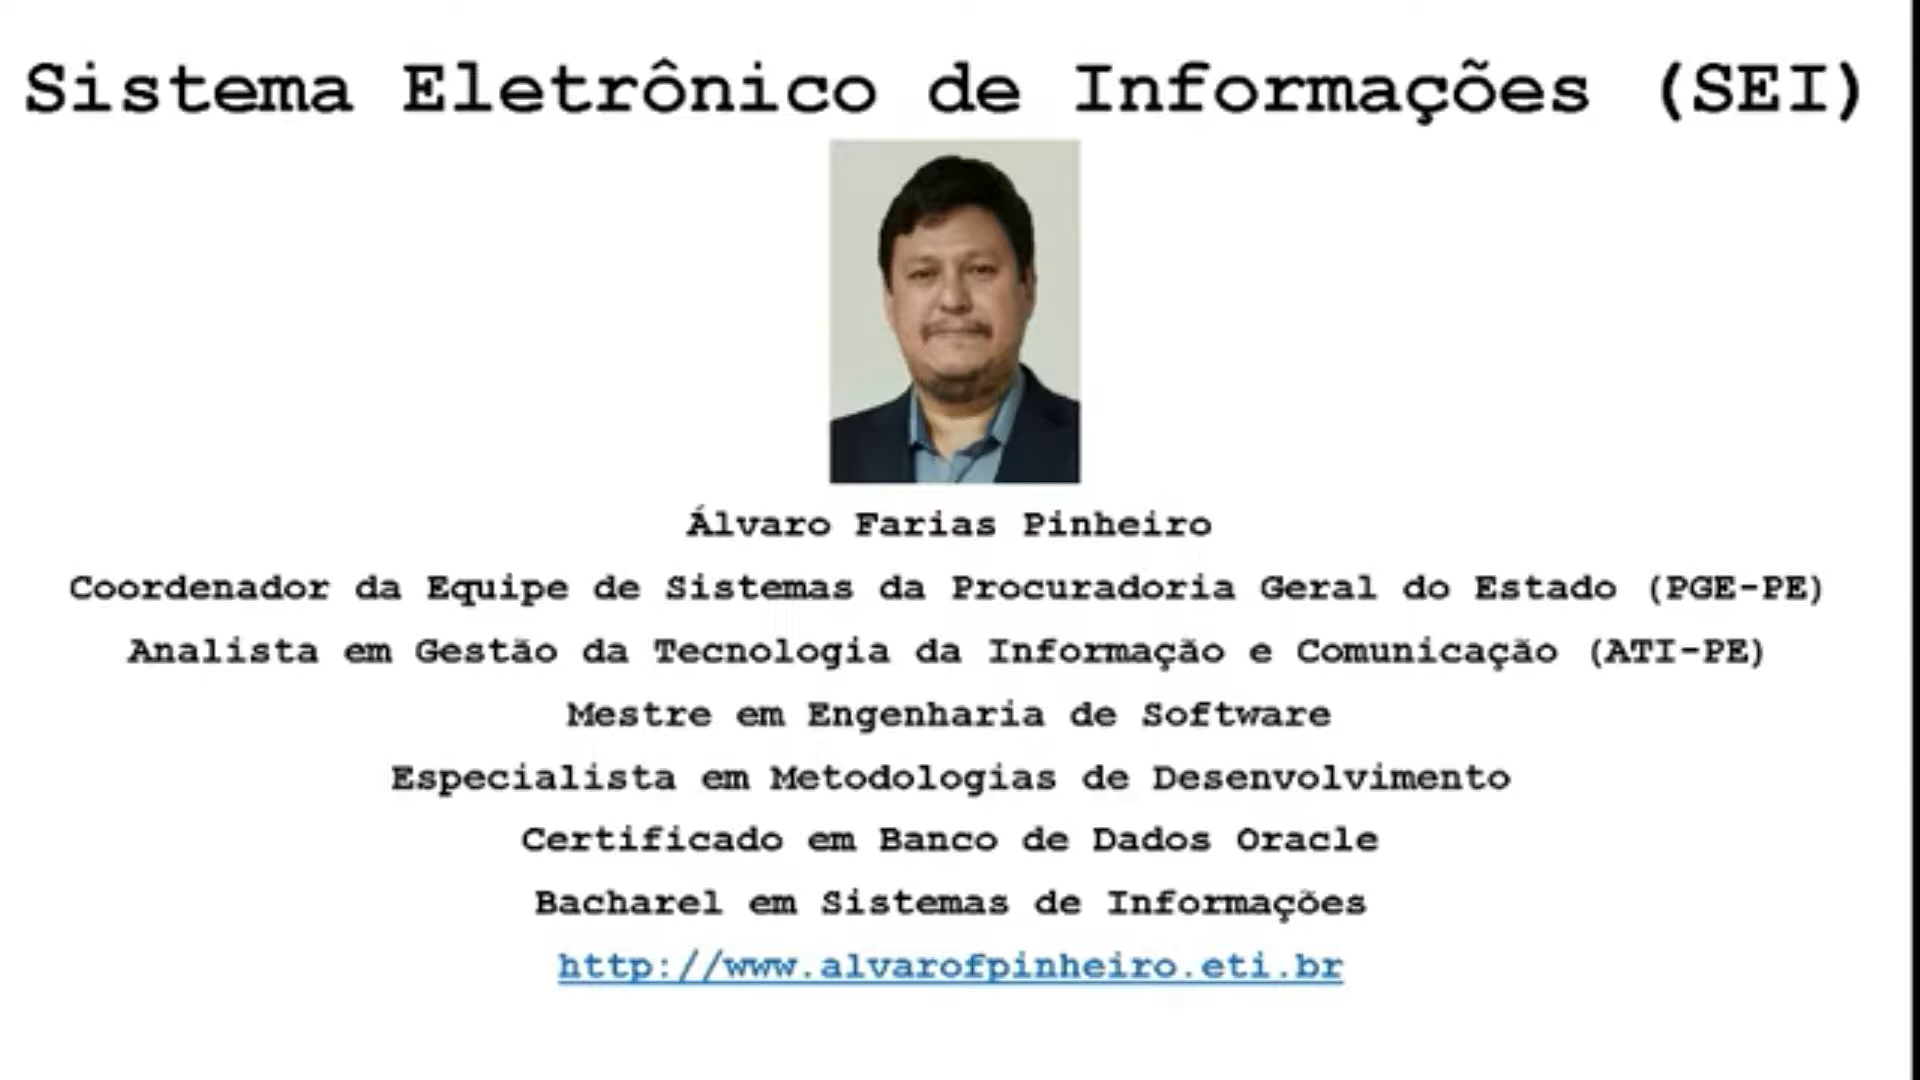 Sistema Eletrônico de Informações (SEI)
Álvaro Farias Pinheiro
Coordenador da Equipe de Sistemas da Procuradoria Geral do Estado (PGE-PE)
Analista em Gestão da Tecnologia da Informação e Comunicação (ATI-PE)
Mestre em Engenharia de Software
Especialista em Metodologias de Desenvolvimento
Certificado em Banco de Dados Oracle
Bacharel em Sistemas de Informações
http://www.alvarofpinheiro.eti.br